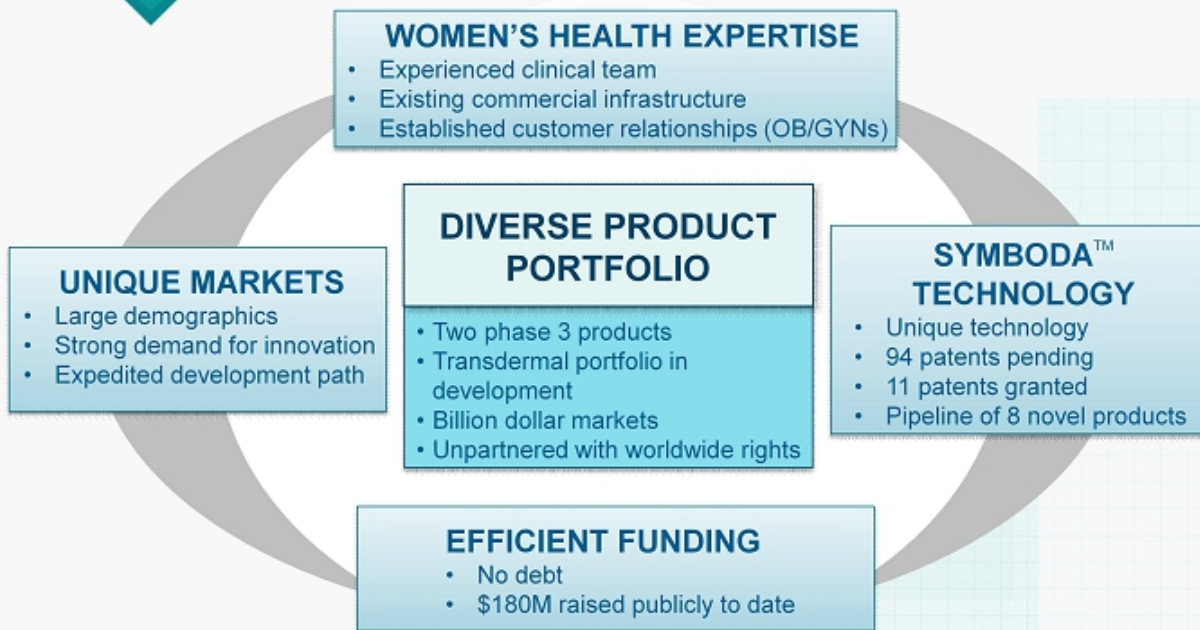 WOMEN’S HEALTH EXPERTISE
• Experienced clinical team
• Existing commercial infrastructure
• Established customer relationships (OB/GYNs)
DIVERSE PRODUCT
PORTFOLIO
• Two phase 3 products
• Transdermal portfolio in
development
• Billion dollar markets
• Unpartnered with worldwide rights
UNIQUE MARKETS
• Large demographics
• Strong demand for innovation
• Expedited development path
SYMBODA™
TECHNOLOGY
• Unique technology
• 94 patents pending
• 11 patents granted
• Pipeline of 8 novel products
EFFICIENT FUNDING
• No debt
• $180M raised publicly to date